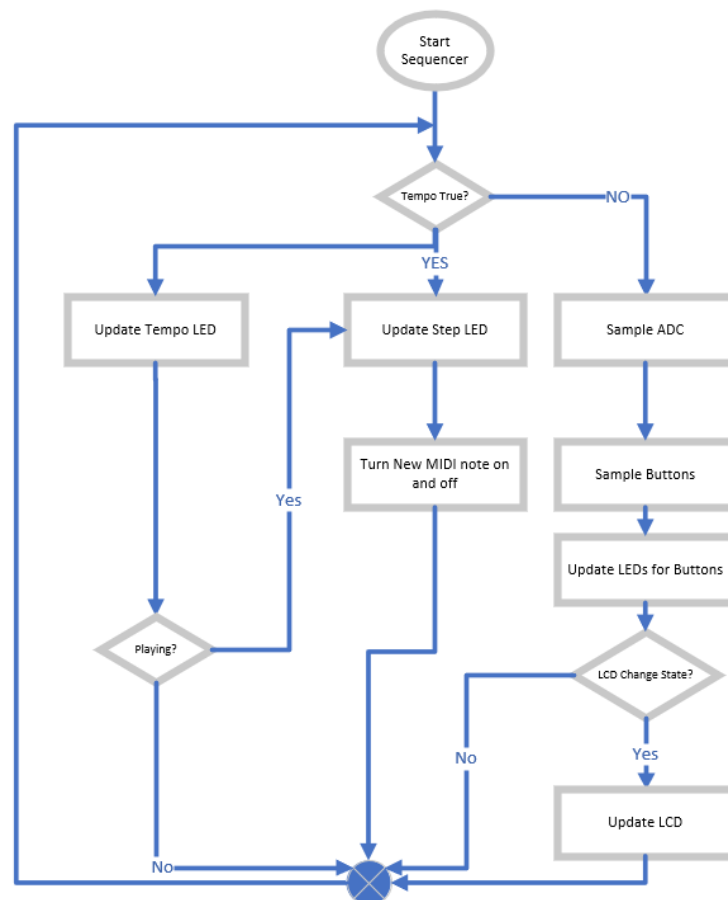 Start
Sequencer
Tempo True?
NO
YES
Update Tempo LED
Update Step LED
Sample ADC
Turn New MIDI note on
and off
Sample Buttons
Yes
Update LEDs for Buttons
Playing?
LCD Change State?
No
Yes
Update LCD
No